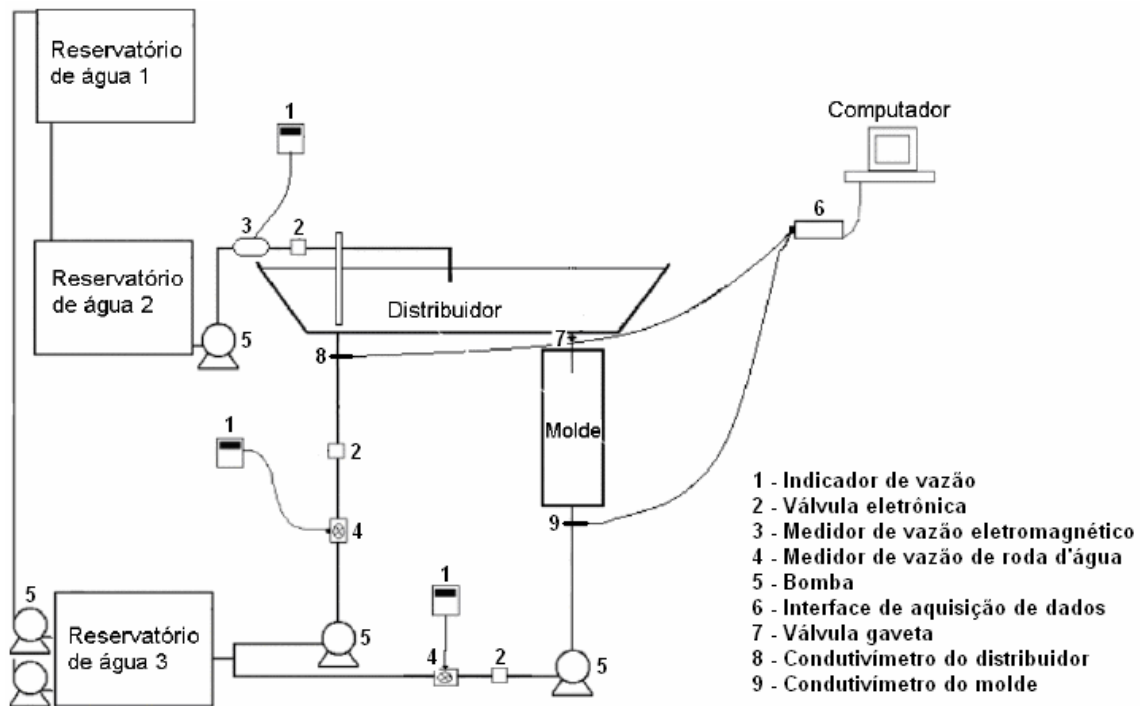 Reservatório
de água 1
1
Computador
3
2
6
Reservatório
de água 2
Distribuidor
5
7
8
1
2
Molde
1 - Indicador de vazão
2 - Válvula eletrônica
3 - Medidor de vazão eletromagnético
4 - Medidor de vazão de roda d'água
5 - Bomba
6 - Interface de aquisição de dados
7 - Válvula gaveta
8 - Condutivímetro do distribuidor
9 - Condutivímetro do molde
4
9
1
5
Reservatório
de água 3
5
4
2
5